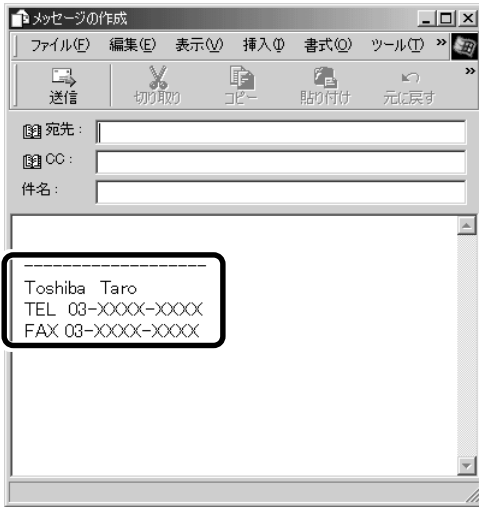 メッセージの作成
ファイル(F) 編集(E) 表示(V) 挿入(I) 書式(O) ツール(T) »
送信 切り取り コピー 貼り付け 元に戻す »
宛先:
CC:
件名:
-------------------
Toshiba Taro
TEL 03-XXXX-XXXX
FAX 03-XXXX-XXXX